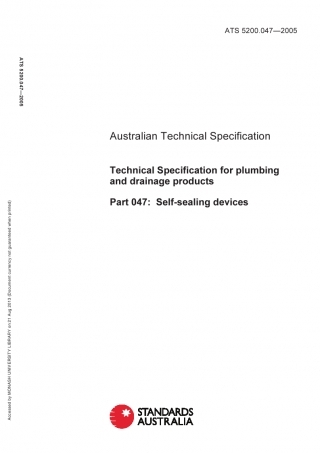 ATS 5200.047—2005
ATS 5200.047—2005
Australian Technical Specification
Technical Specification for plumbing
and drainage products
Part 047: Self-sealing devices
Accessed by MONASH UNIVERSITY LIBRARY on 21 Aug 2013 (Document currency not guaranteed when printed)
STANDARDS
AUSTRALIA